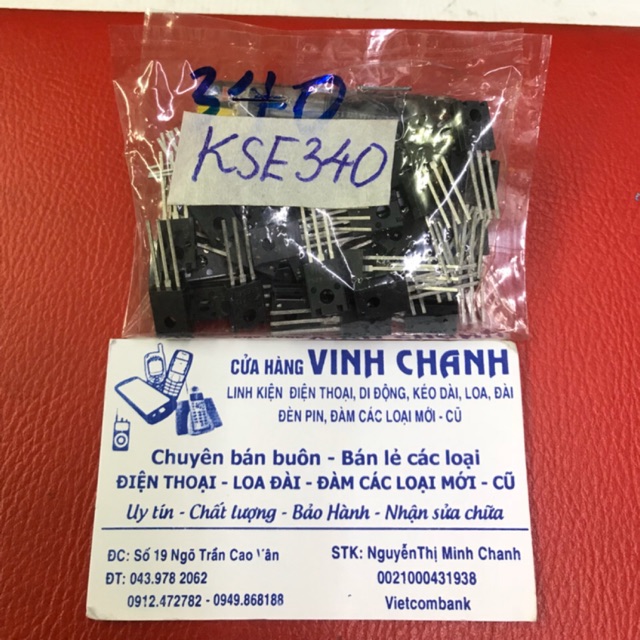 340
KSE340
CỬA HÀNG VINH CHANH
LINH KIỆN ĐIỆN THOẠI, DI ĐỘNG, KÉO DÀI, LOA, ĐÀI
ĐÈN PIN, ĐÀM CÁC LOẠI MỚI - CŨ
Chuyên bán buôn - Bán lẻ các loại
ĐIỆN THOẠI - LOA ĐÀI - ĐÀM CÁC LOẠI MỚI - CŨ
Uy tín - Chất lượng - Bảo Hành - Nhận sửa chữa
ĐC: Số 19 Ngõ Trần Cao Vân
STK: NguyễnThị Minh Chanh
ĐT: 043.978 2062
0021000431938
0912.472782 - 0949.868188
Vietcombank